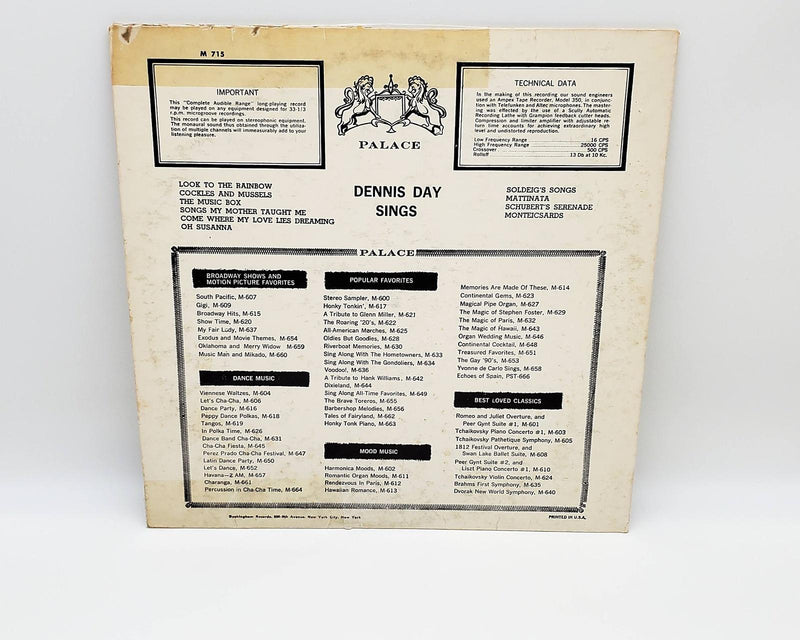 M 715
IMPORTANT
This "Complete Audible Range" long-playing record
may be played on any equipment designed for 33-1/3
r.p.m. microgroove recordings.
This record can be played on stereophonic equipment.
The monaural sound thus obtained through the utiliza-
tion of multiple channels will immeasurably add to your
listening pleasure.
PALACE
TECHNICAL DATA
In the making of this recording our sound engineers
used an Ampex Tape Recorder, Model 350, in conjunc-
tion with Telefunken and Altec microphones. The master-
ing was effected by the use of a Scully Automatic
Recording Lathe with Grampion feedback cutter heads.
Compression and limiter amplifier with adjustable re-
turn time accounts for achieving extraordinary high
level and undistorted reproduction.
Low Frequency Range 16 CPS
High Frequency Range 25000 CPS
Crossover 500 CPS
Rolloff 13 Db at 10 Kc.
LOOK TO THE RAINBOW
COCKLES AND MUSSELS
THE MUSIC BOX
SONGS MY MOTHER TAUGHT ME
COME WHERE MY LOVE LIES DREAMING
OH SUSANNA
DENNIS DAY
SINGS
SOLDEIG'S SONGS
MATTINATA
SCHUBERT'S SERENADE
MONTEICSARDS
PALACE
BROADWAY SHOWS AND
MOTION PICTURE FAVORITES
South Pacific, M-607
Gigi, M-609
Broadway Hits, M-615
Show Time, M-620
My Fair Ludy, M-637
Exodus and Movie Themes, M-654
Oklahoma and Merry Widow M-659
Music Man and Mikado, M-660
DANCE MUSIC
Viennese Waltzes, M-604
Let's Cha-Cha, M-606
Dance Party, M-616
Peppy Dance Polkas, M-618
Tangos, M-619
In Polka Time, M-626
Dance Band Cha-Cha, M-631
Cha-Cha Fiesta, M-645
Perez Prado Cha-Cha Festival, M-647
Latin Dance Party, M-650
Let's Dance, M-652
Havana—2 AM, M-657
Charanga, M-661
Percussion in Cha-Cha Time, M-664
POPULAR FAVORITES
Stereo Sampler, M-600
Honky Tonkin', M-617
A Tribute to Glenn Miller, M-621
The Roaring '20's, M-622
All-American Marches, M-625
Oldies But Goodies, M-628
Riverboat Memories, M-630
Sing Along With The Hometowners, M-633
Sing Along With The Gondoliers, M-634
Voodoo!, M-636
A Tribute to Hank Williams, M-642
Dixieland, M-644
Sing Along All-Time Favorites, M-649
The Brave Toreros, M-655
Barbershop Melodies, M-656
Tales of Fairyland, M-662
Honky Tonk Piano, M-663
MOOD MUSIC
Harmonica Moods, M-602
Romantic Organ Moods, M-611
Rendezvous In Paris, M-612
Hawaiian Romance, M-613
Memories Are Made Of These, M-614
Continental Gems, M-623
Magical Pipe Organ, M-627
The Magic of Stephen Foster, M-629
The Magic of Paris, M-632
The Magic of Hawaii, M-643
Organ Wedding Music, M-646
Continental Cocktail, M-648
Treasured Favorites, M-651
The Gay '90's, M-653
Yvonne de Carlo Sings, M-658
Echoes of Spain, PST-666
BEST LOVED CLASSICS
Romeo and Juliet Overture, and
Peer Gynt Suite #1, M-601
Tchaikovsky Piano Concerto #1, M-603
Tchaikovsky Pathetique Symphony, M-605
1812 Festival Overture, and
Swan Lake Ballet Suite, M-608
Peer Gynt Suite #2, and
Liszt Piano Concerto #1, M-610
Tchaikovsky Violin Concerto, M-624
Brahms First Symphony, M-635
Dvorak New World Symphony, M-640
Buckingham Records, 8th Avenue, New York City, New York
PRINTED IN U.S.A.